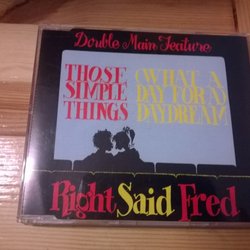 Double Main Feature
THOSE (WHAT A
SIMPLE DAY FOR A)
THINGS DAYDREAM
Right Said Fred